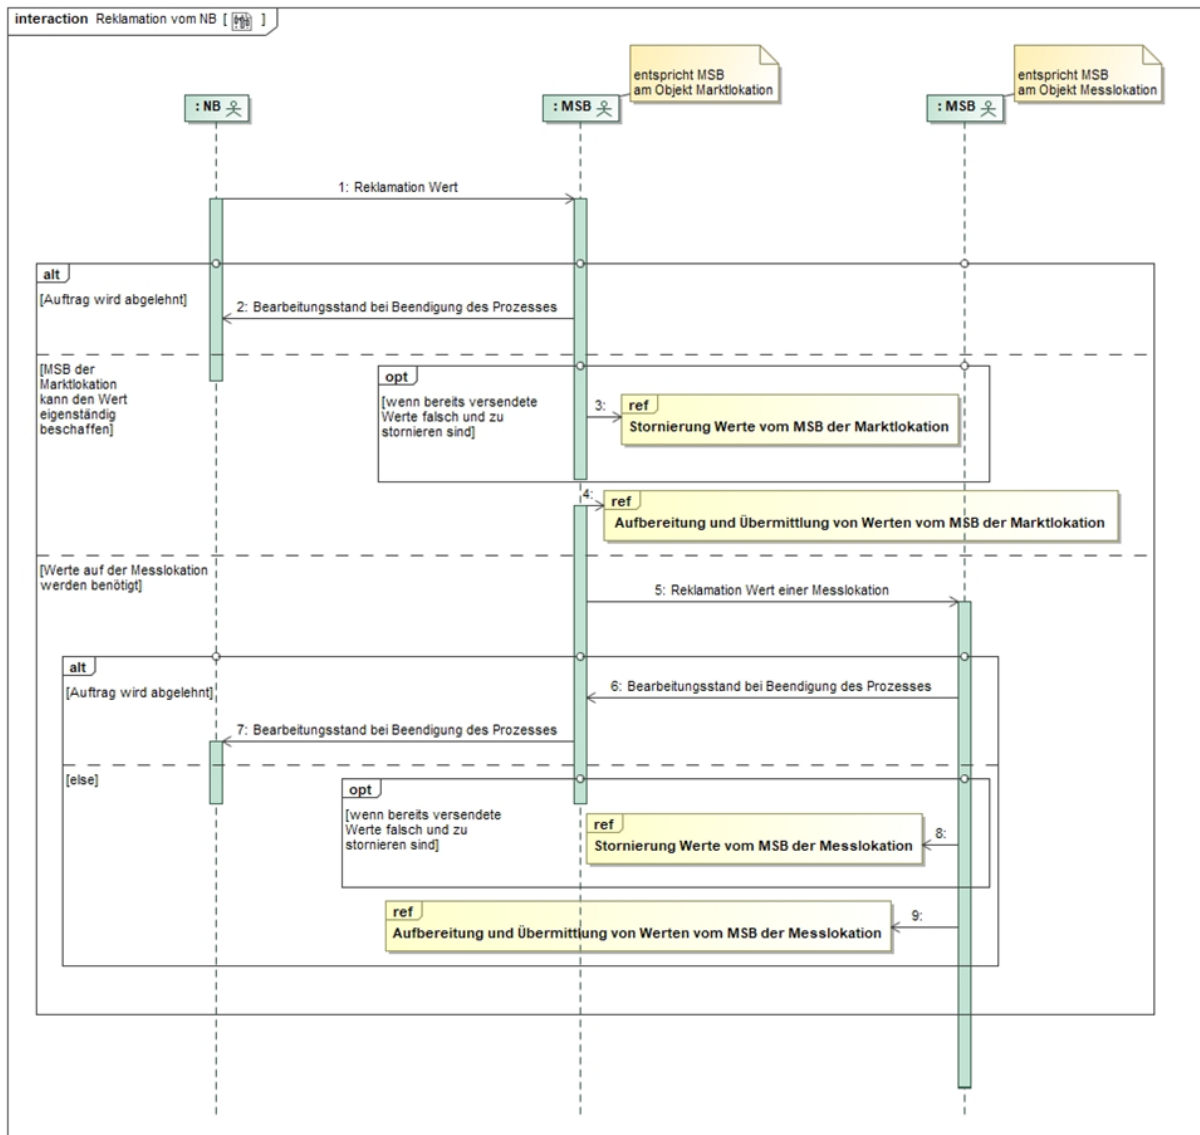 interaction Reklamation vom NB [ ]
entspricht MSB
am Objekt Marktlokation
entspricht MSB
am Objekt Messlokation
: NB
: MSB
: MSB
1: Reklamation Wert
alt
[Auftrag wird abgelehnt]
2: Bearbeitungsstand bei Beendigung des Prozesses
[MSB der
Marktlokation
kann den Wert
eigenständig
beschaffen]
opt
[wenn bereits versendete
Werte falsch und zu
stornieren sind]
3:
ref
Stornierung Werte vom MSB der Marktlokation
4:
ref
Aufbereitung und Übermittlung von Werten vom MSB der Marktlokation
[Werte auf der Messlokation
werden benötigt]
5: Reklamation Wert einer Messlokation
alt
[Auftrag wird abgelehnt]
6: Bearbeitungsstand bei Beendigung des Prozesses
7: Bearbeitungsstand bei Beendigung des Prozesses
[else]
opt
[wenn bereits versendete
Werte falsch und zu
stornieren sind]
ref
Stornierung Werte vom MSB der Messlokation
8:
ref
Aufbereitung und Übermittlung von Werten vom MSB der Messlokation
9: